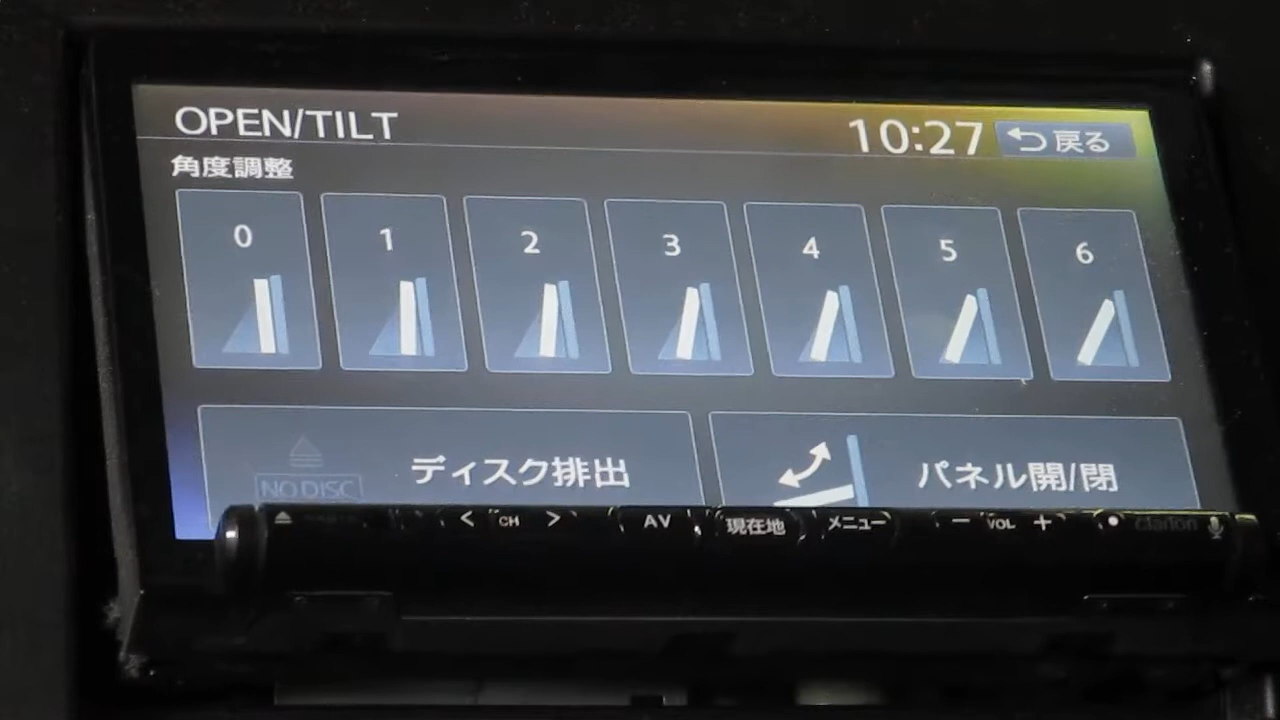 OPEN/TILT 10:27 戻る
角度調整
0 1 2 3 4 5 6
NO DISC ディスク排出 パネル開/閉
< CH > AV 現在地 メニュー − VOL + clarion